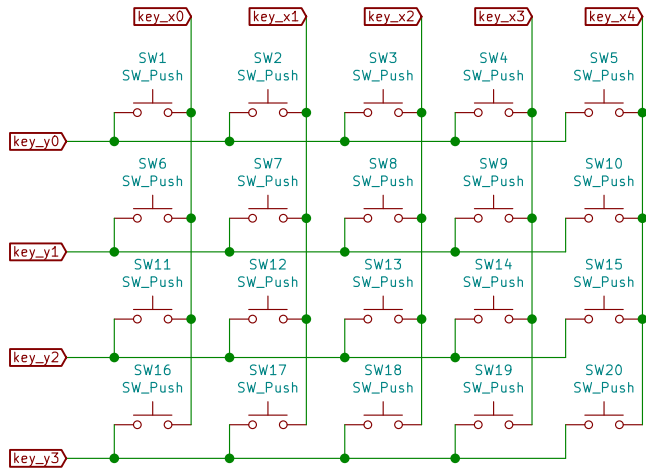 key_x0 key_x1 key_x2 key_x3 key_x4
SW1 SW2 SW3 SW4 SW5
SW_Push SW_Push SW_Push SW_Push SW_Push
key_y0
SW6 SW7 SW8 SW9 SW10
SW_Push SW_Push SW_Push SW_Push SW_Push
key_y1
SW11 SW12 SW13 SW14 SW15
SW_Push SW_Push SW_Push SW_Push SW_Push
key_y2
SW16 SW17 SW18 SW19 SW20
SW_Push SW_Push SW_Push SW_Push SW_Push
key_y3